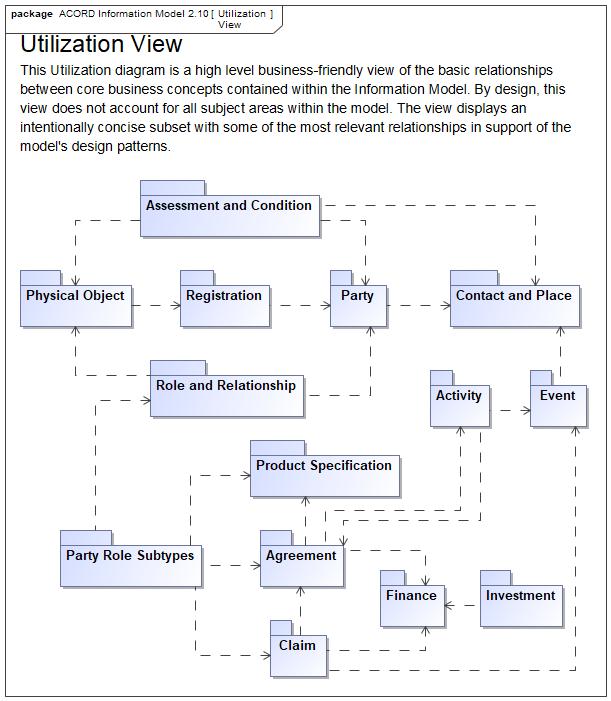 package ACORD Information Model 2.10 [ Utilization ]
View
Utilization View
This Utilization diagram is a high level business-friendly view of the basic relationships
between core business concepts contained within the Information Model. By design, this
view does not account for all subject areas within the model. The view displays an
intentionally concise subset with some of the most relevant relationships in support of the
model's design patterns.
Assessment and Condition
Physical Object
Registration
Party
Contact and Place
Role and Relationship
Activity
Event
Product Specification
Party Role Subtypes
Agreement
Finance
Investment
Claim